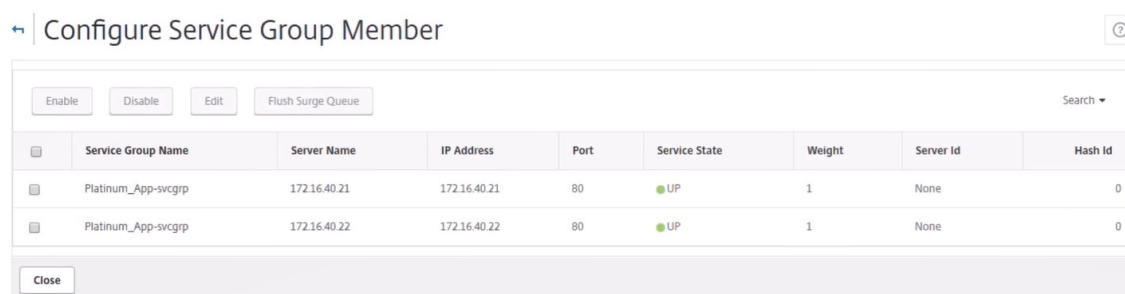 Configure Service Group Member
?
Enable Disable Edit Flush Surge Queue Search
Service Group Name Server Name IP Address Port Service State Weight Server Id Hash Id
Platinum_App-svcgrp 172.16.40.21 172.16.40.21 80 UP 1 None 0
Platinum_App-svcgrp 172.16.40.22 172.16.40.22 80 UP 1 None 0
Close